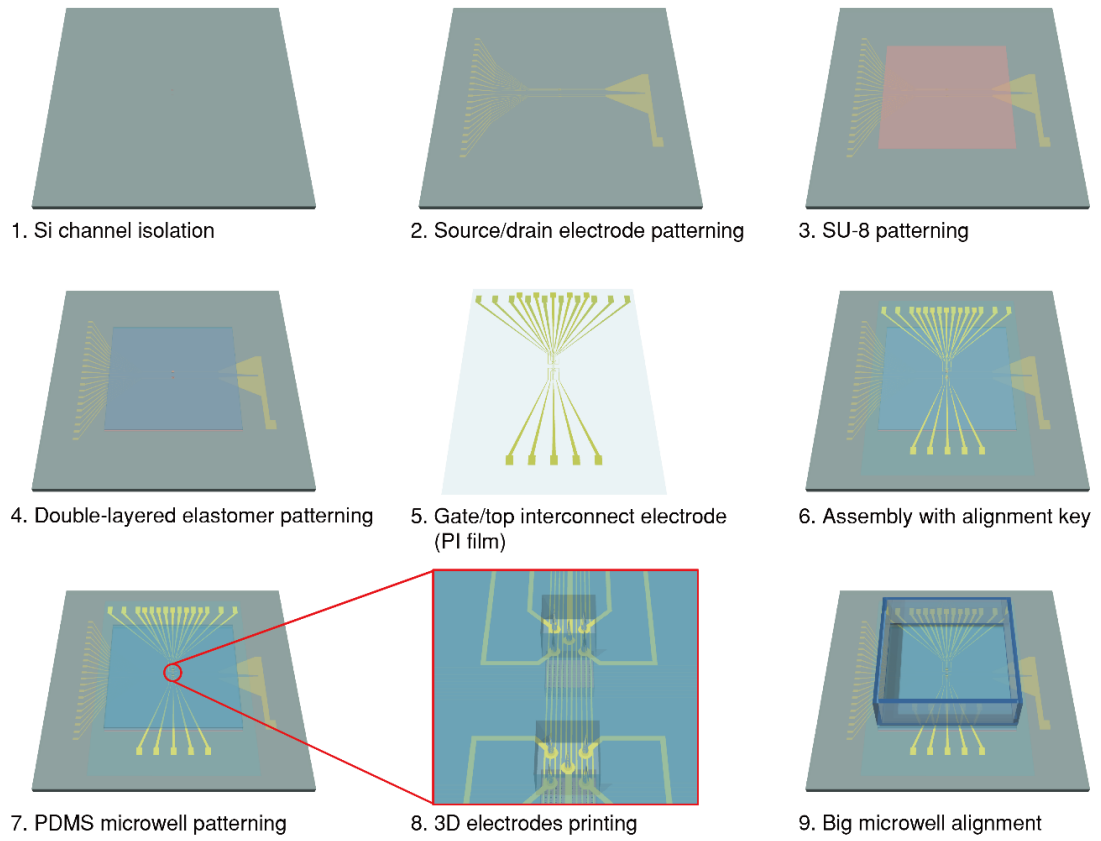 1. Si channel isolation
2. Source/drain electrode patterning
3. SU-8 patterning
4. Double-layered elastomer patterning
5. Gate/top interconnect electrode
(PI film)
6. Assembly with alignment key
7. PDMS microwell patterning
8. 3D electrodes printing
9. Big microwell alignment